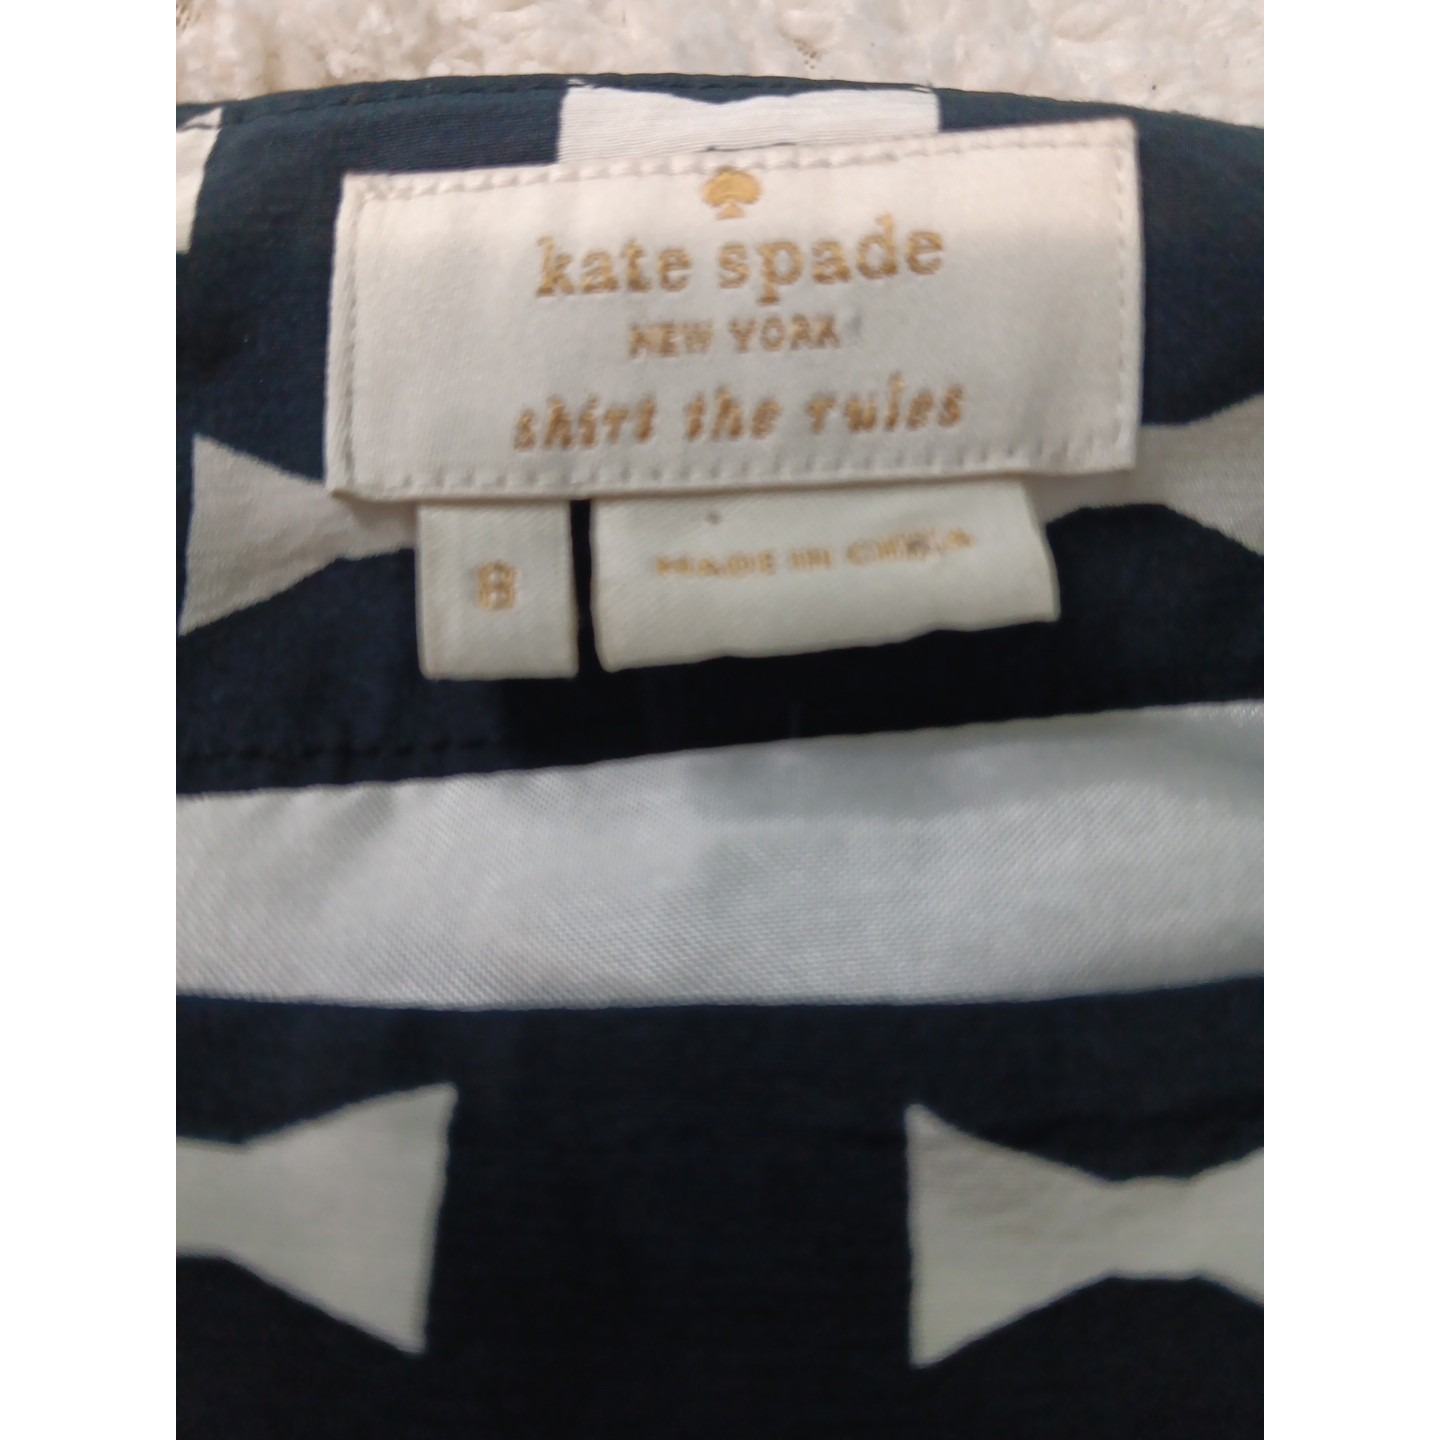 kate spade
NEW YORK
shirt the rules
8
MADE IN CHINA